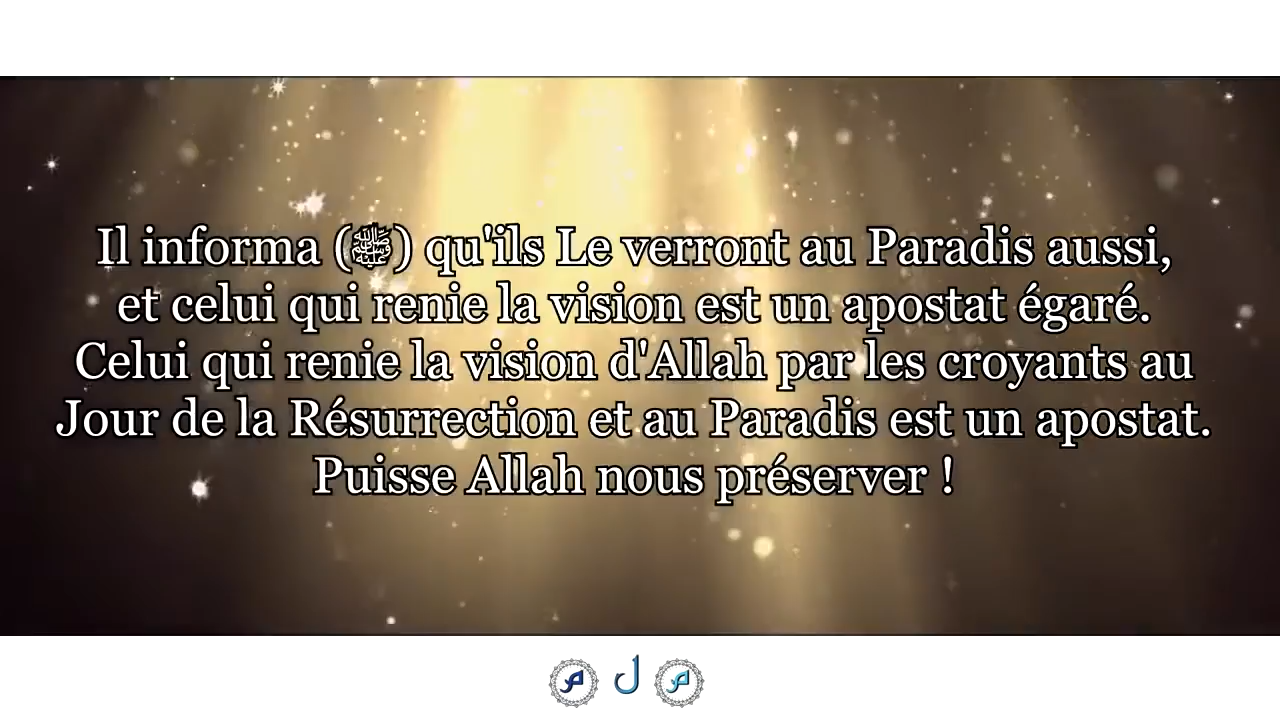 Il informa (ﷺ) qu'ils Le verront au Paradis aussi,
et celui qui renie la vision est un apostat égaré.
Celui qui renie la vision d'Allah par les croyants au
Jour de la Résurrection et au Paradis est un apostat.
Puisse Allah nous préserver !
م ل م